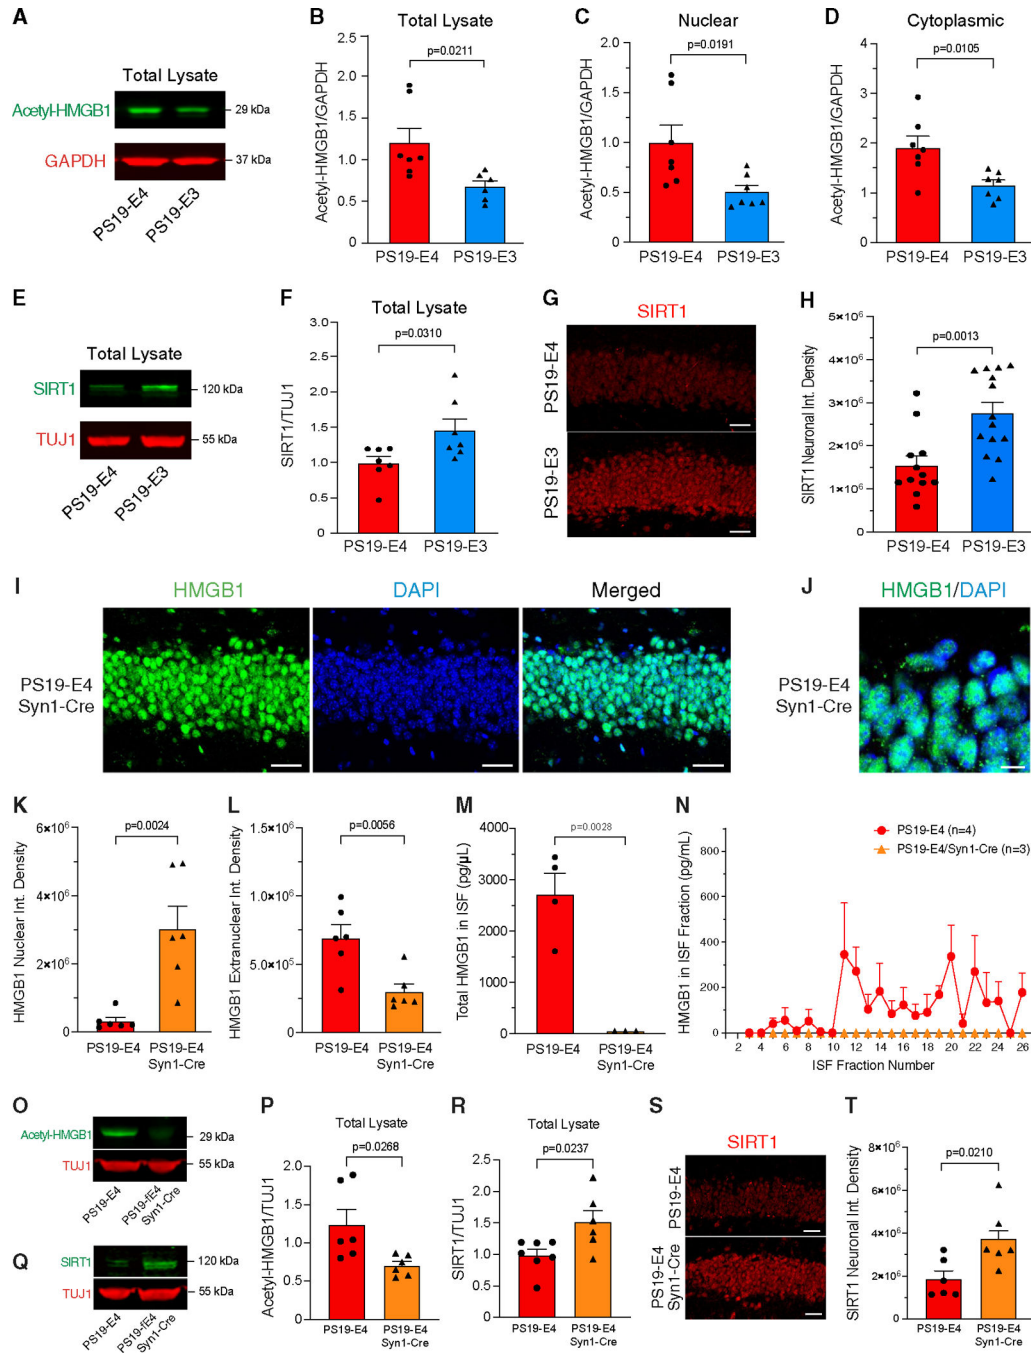 A
Total Lysate
Acetyl-HMGB1
29 kDa
GAPDH
37 kDa
PS19-E4
PS19-E3
B
Total Lysate
Acetyl-HMGB1/GAPDH
2.5
2.0
1.5
1.0
0.5
0
p=0.0211
PS19-E4 PS19-E3
C
Nuclear
Acetyl-HMGB1/GAPDH
2.0
1.5
1.0
0.5
0
p=0.0191
PS19-E4 PS19-E3
D
Cytoplasmic
Acetyl-HMGB1/GAPDH
4
3
2
1
0
p=0.0105
PS19-E4 PS19-E3
E
Total Lysate
SIRT1
120 kDa
TUJ1
55 kDa
PS19-E4
PS19-E3
F
Total Lysate
SIRT1/TUJ1
3.0
2.0
1.5
1.0
0.5
0
p=0.0310
PS19-E4 PS19-E3
G
SIRT1
PS19-E4
PS19-E3
H
SIRT1 Neuronal Int. Density
5×10⁶
4×10⁶
3×10⁶
2×10⁶
1×10⁶
0
p=0.0013
PS19-E4 PS19-E3
I
HMGB1 DAPI Merged
PS19-E4
Syn1-Cre
J
HMGB1/DAPI
PS19-E4
Syn1-Cre
K
HMGB1 Nuclear Int. Density
6×10⁶
4×10⁶
2×10⁶
0
p=0.0024
PS19-E4 PS19-E4
Syn1-Cre
L
HMGB1 Extranuclear Int. Density
1.5×10⁶
1.0×10⁶
5.0×10⁵
0
p=0.0056
PS19-E4 PS19-E4
Syn1-Cre
M
Total HMGB1 in ISF (pg/μL)
4000
3000
2000
1000
0
p=0.0028
PS19-E4 PS19-E4
Syn1-Cre
N
PS19-E4 (n=4)
PS19-E4/Syn1-Cre (n=3)
HMGB1 in ISF Fraction (pg/mL)
800
600
400
200
0
2 4 6 8 10 12 14 16 18 20 22 24 26
ISF Fraction Number
O
Acetyl-HMGB1
29 kDa
TUJ1
55 kDa
PS19-E4
PS19-fE4
Syn1-Cre
P
Total Lysate
Acetyl-HMGB1/TUJ1
2.0
1.5
1.0
0.5
0
p=0.0268
PS19-E4 PS19-E4
Syn1-Cre
Q
SIRT1
120 kDa
TUJ1
55 kDa
PS19-E4
PS19-fE4
Syn1-Cre
R
Total Lysate
SIRT1/TUJ1
2.5
2.0
1.5
1.0
0.5
0
p=0.0237
PS19-E4 PS19-E4
Syn1-Cre
S
SIRT1
PS19-E4
PS19-E4
Syn1-Cre
T
SIRT1 Neuronal Int. Density
8×10⁶
6×10⁶
4×10⁶
2×10⁶
0
p=0.0210
PS19-E4 PS19-E4
Syn1-Cre